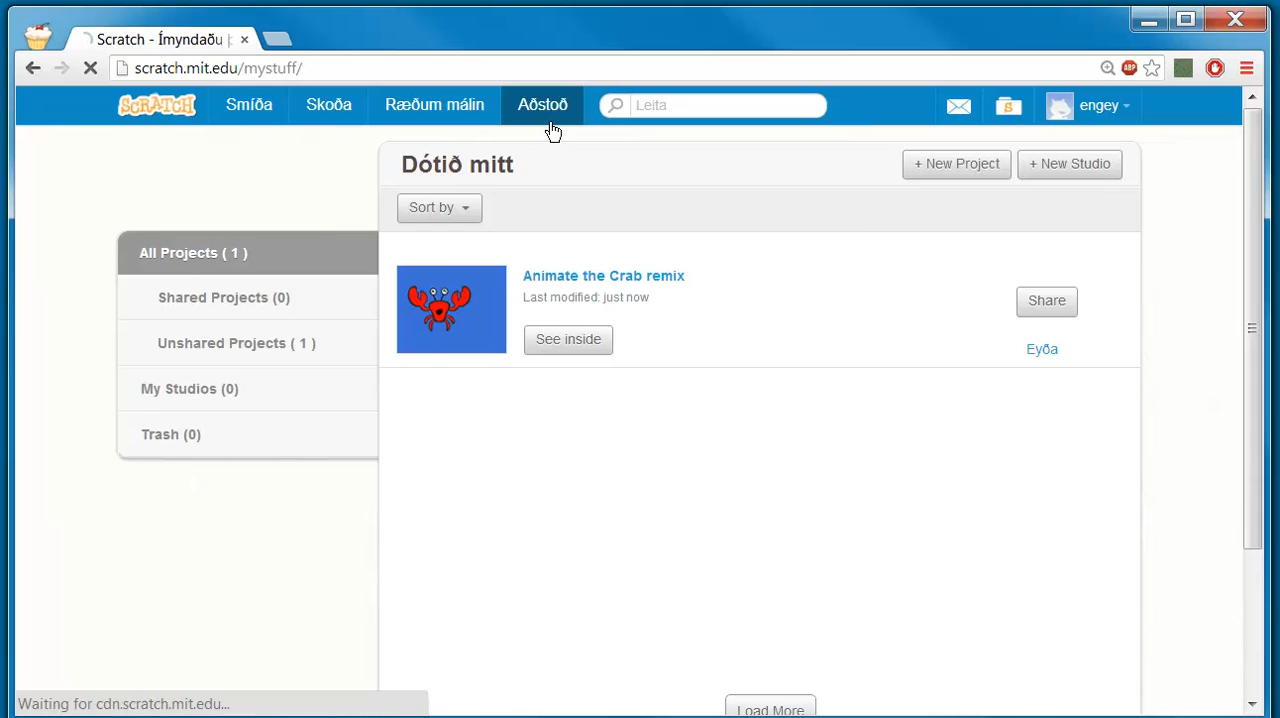 Scratch - Ímyndaðu þ
scratch.mit.edu/mystuff/
ABP
SCRATCH Smíða Skoða Ræðum málin Aðstoð Leita engey
Dótið mitt + New Project + New Studio
Sort by
All Projects ( 1 )
Shared Projects (0)
Unshared Projects ( 1 )
My Studios (0)
Trash (0)
Animate the Crab remix
Last modified: just now
See inside
Share
Eyða
Load More
Waiting for cdn.scratch.mit.edu...